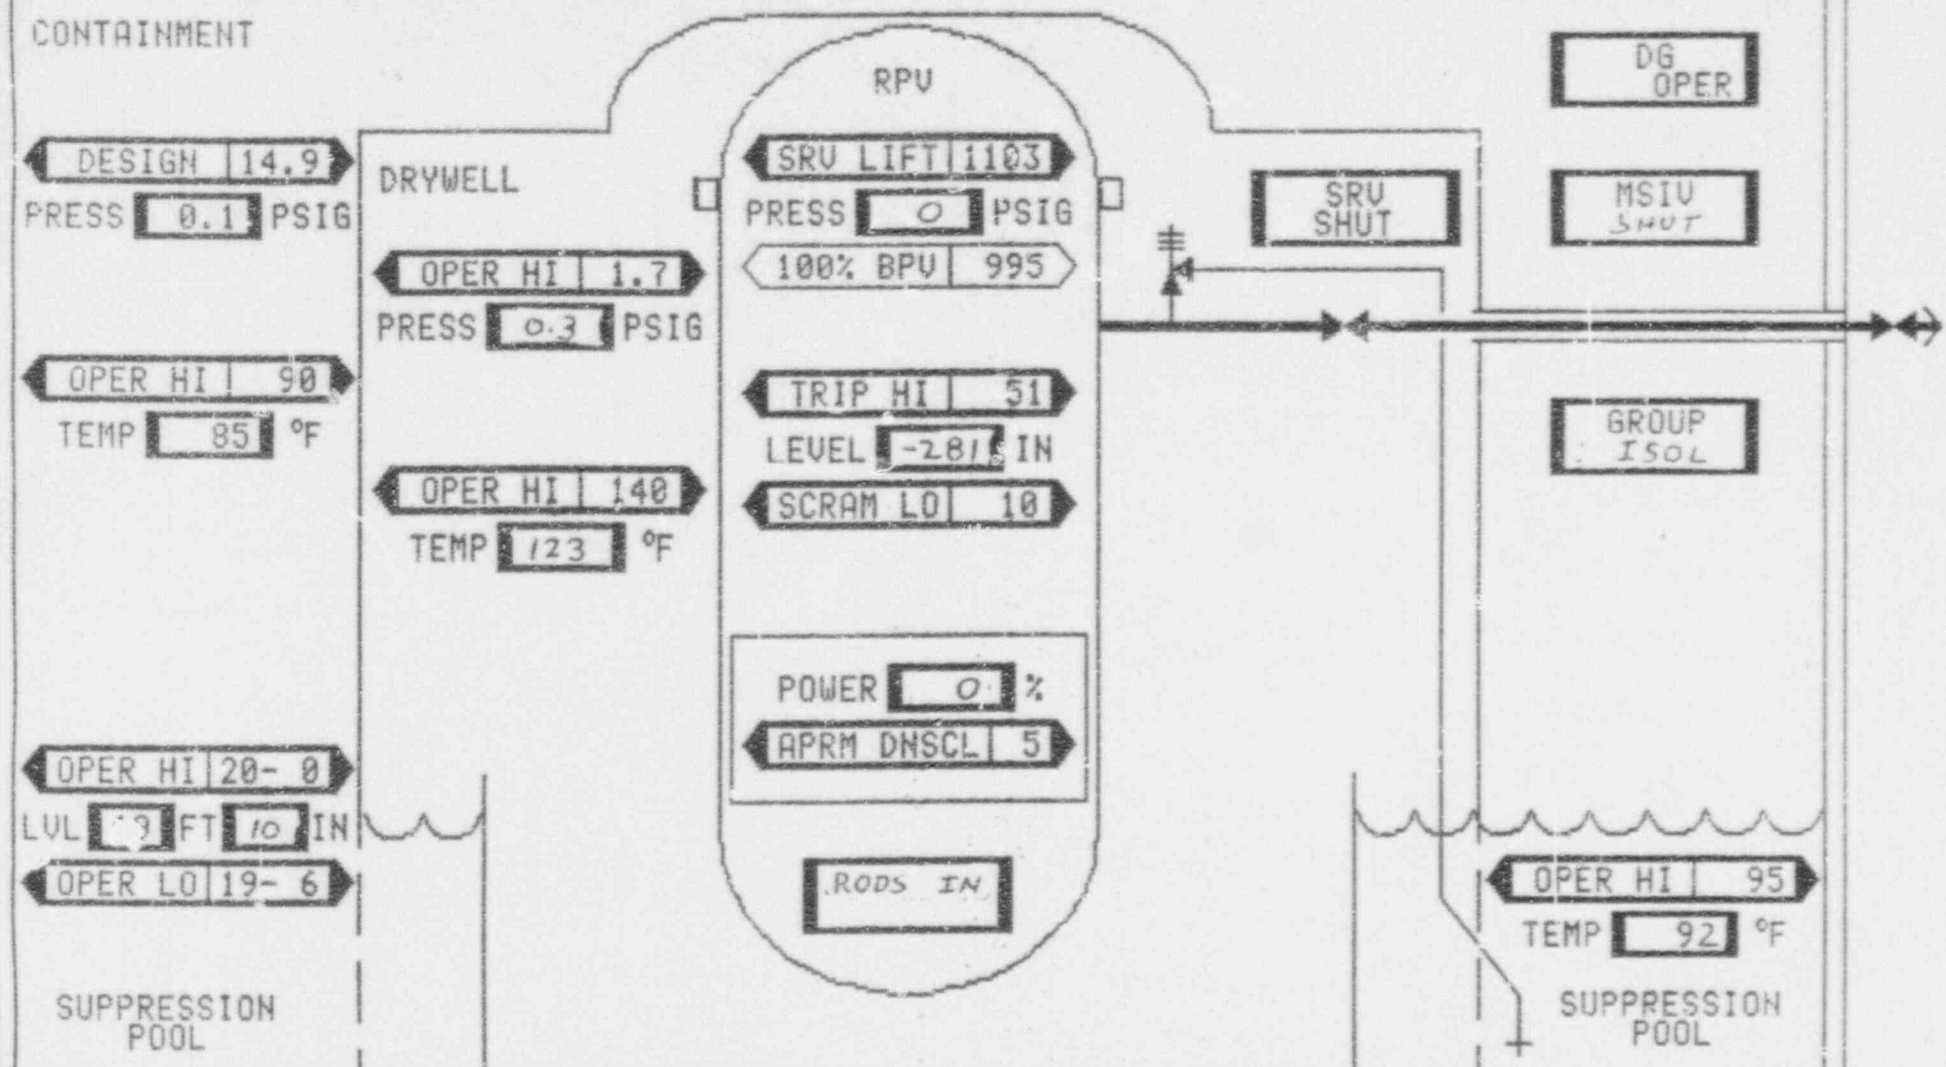 CONTAINMENT
DESIGN 14.9
PRESS 0.1 PSIG
OPER HI 90
TEMP 85 °F
OPER HI 20- 0
LVL FT 10 IN
OPER LO 19- 6
SUPPRESSION
POOL
DRYWELL
OPER HI 1.7
PRESS 0.3 PSIG
OPER HI 140
TEMP 123 °F
RPV
SRV LIFT 1103
PRESS 0 PSIG
100% BPV 995
TRIP HI 51
LEVEL -281 IN
SCRAM LO 10
POWER 0 %
APRM DNSCL 5
RODS IN
SRV
SHUT
DG
OPER
MSIV
SHUT
GROUP
ISOL
OPER HI 95
TEMP 92 °F
SUPPRESSION
POOL